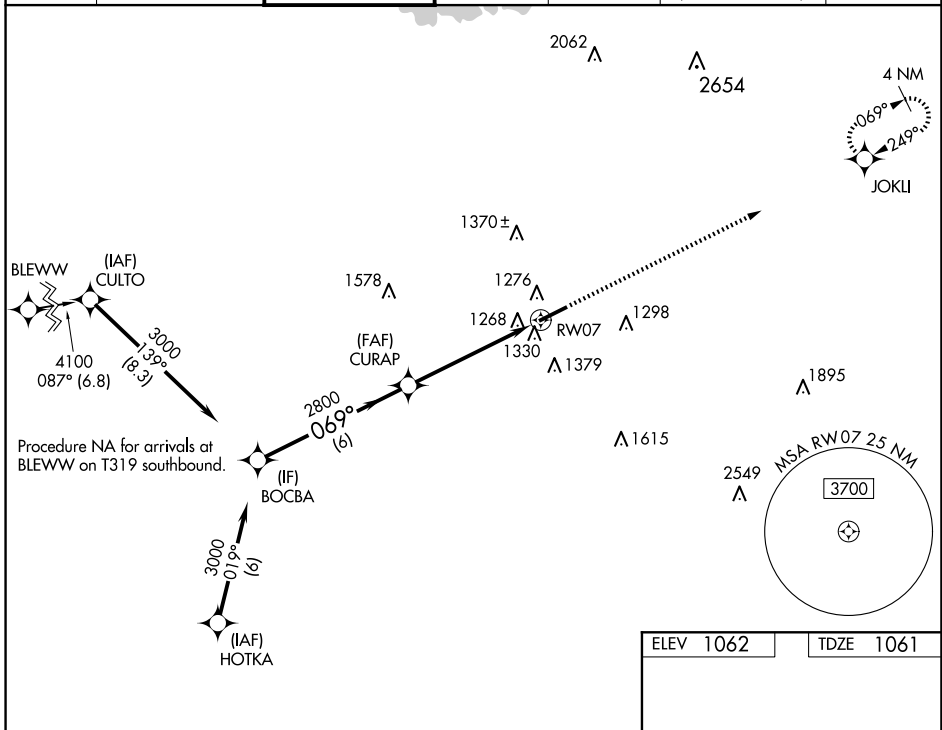 2062
2654
4 NM
069°
249°
JOKLI
1370±
BLEWW
(IAF)
CULTO
1578
1276
1268
RW07
1298
1330
(FAF)
CURAP
1379
4100
087° (6.8)
3000
139°
(8.3)
2800
069°
(6)
1895
Procedure NA for arrivals at
BLEWW on T319 southbound.
1615
MSA RW07 25 NM
2549
3700
(IF)
BOCBA
3000
019°
(6)
(IAF)
HOTKA
ELEV 1062
TDZE 1061